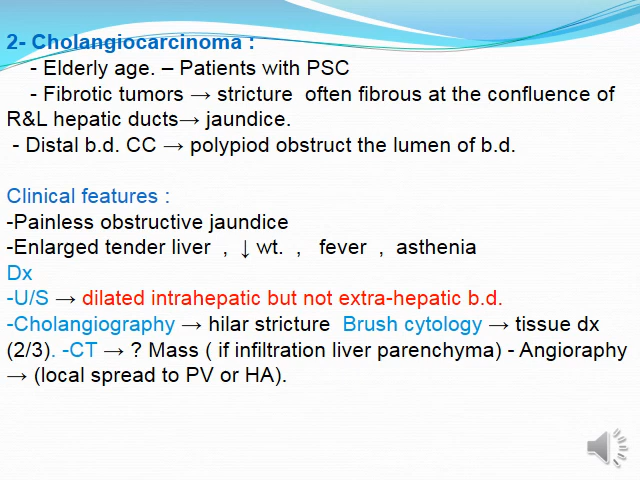 2- Cholangiocarcinoma :
- Elderly age. – Patients with PSC
- Fibrotic tumors → stricture often fibrous at the confluence of
R&L hepatic ducts→ jaundice.
- Distal b.d. CC → polypiod obstruct the lumen of b.d.
Clinical features :
-Painless obstructive jaundice
-Enlarged tender liver , ↓ wt. , fever , asthenia
Dx
-U/S → dilated intrahepatic but not extra-hepatic b.d.
-Cholangiography → hilar stricture Brush cytology → tissue dx
(2/3). -CT → ? Mass ( if infiltration liver parenchyma) - Angioraphy
→ (local spread to PV or HA).